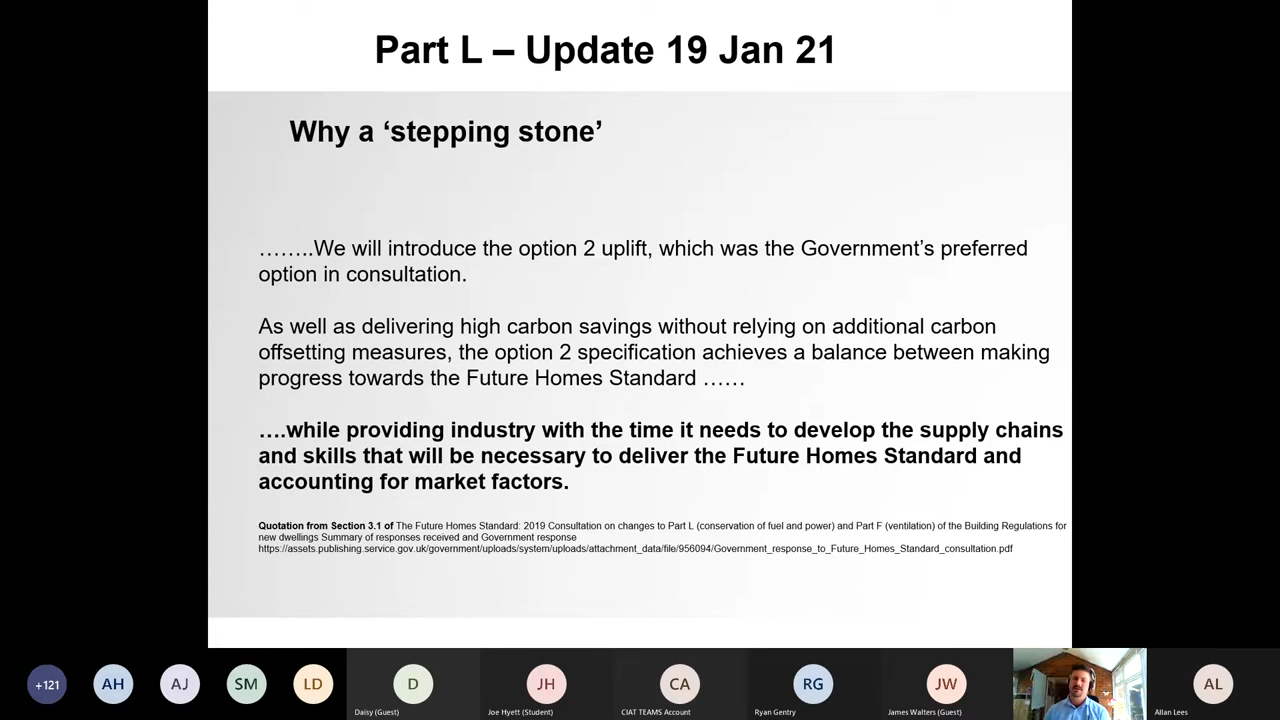 Part L – Update 19 Jan 21
Why a ‘stepping stone’
……..We will introduce the option 2 uplift, which was the Government’s preferred
option in consultation.
As well as delivering high carbon savings without relying on additional carbon
offsetting measures, the option 2 specification achieves a balance between making
progress towards the Future Homes Standard ……
….while providing industry with the time it needs to develop the supply chains
and skills that will be necessary to deliver the Future Homes Standard and
accounting for market factors.
Quotation from Section 3.1 of The Future Homes Standard: 2019 Consultation on changes to Part L (conservation of fuel and power) and Part F (ventilation) of the Building Regulations for
new dwellings Summary of responses received and Government response
https://assets.publishing.service.gov.uk/government/uploads/system/uploads/attachment_data/file/956094/Government_response_to_Future_Homes_Standard_consultation.pdf
+121 AH AJ SM LD D JH CA RG JW AL
Daisy (Guest) Joe Hyett (Student) CIAT TEAMS Account Ryan Gentry James Walters (Guest) Allan Lees